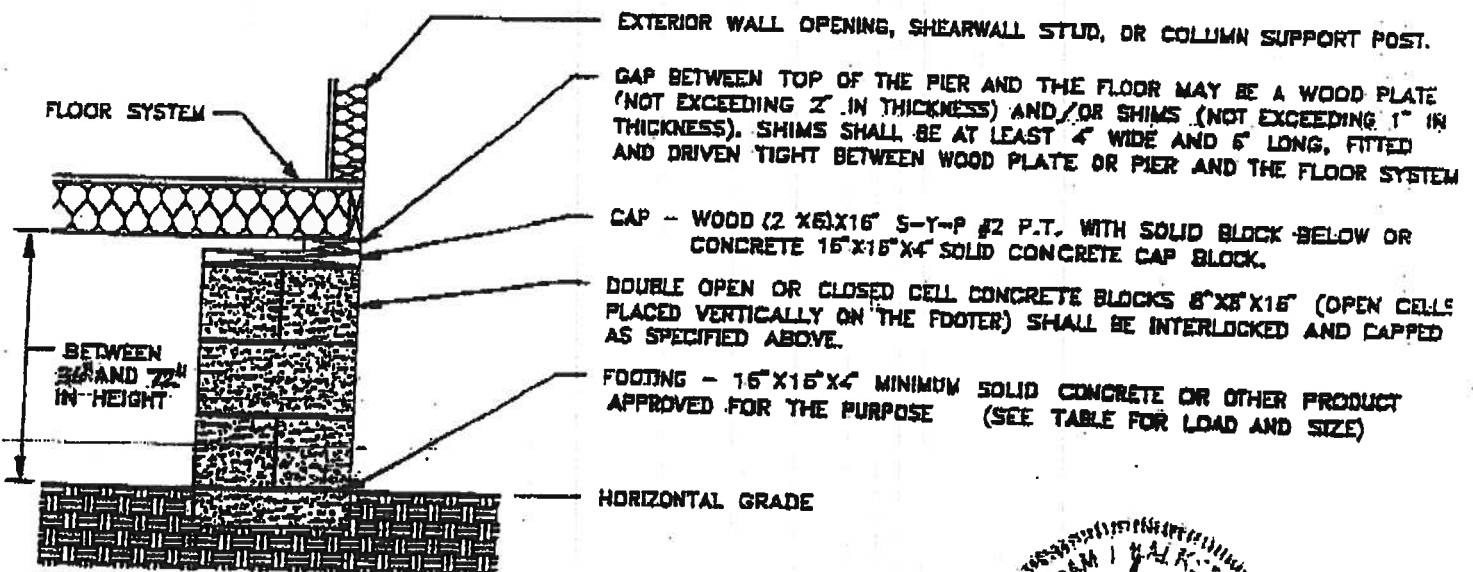 EXTERIOR WALL OPENING, SHEARWALL STUD, OR COLUMN SUPPORT POST.
GAP BETWEEN TOP OF THE PIER AND THE FLOOR MAY BE A WOOD PLATE
(NOT EXCEEDING 2" IN THICKNESS) AND/OR SHIMS (NOT EXCEEDING 1" IN
THICKNESS). SHIMS SHALL BE AT LEAST 4" WIDE AND 6" LONG, FITTED
AND DRIVEN TIGHT BETWEEN WOOD PLATE OR PIER AND THE FLOOR SYSTEM
FLOOR SYSTEM
CAP - WOOD (2 X8)X16" S-Y-P #2 P.T. WITH SOLID BLOCK BELOW OR
CONCRETE 16"X16"X4" SOLID CONCRETE CAP BLOCK.
DOUBLE OPEN OR CLOSED CELL CONCRETE BLOCKS 8"X8"X16" (OPEN CELLS
PLACED VERTICALLY ON THE FOOTER) SHALL BE INTERLOCKED AND CAPPED
AS SPECIFIED ABOVE.
BETWEEN
36" AND 72"
IN HEIGHT
FOOTING - 16"X16"X4" MINIMUM SOLID CONCRETE OR OTHER PRODUCT
APPROVED FOR THE PURPOSE (SEE TABLE FOR LOAD AND SIZE)
HORIZONTAL GRADE